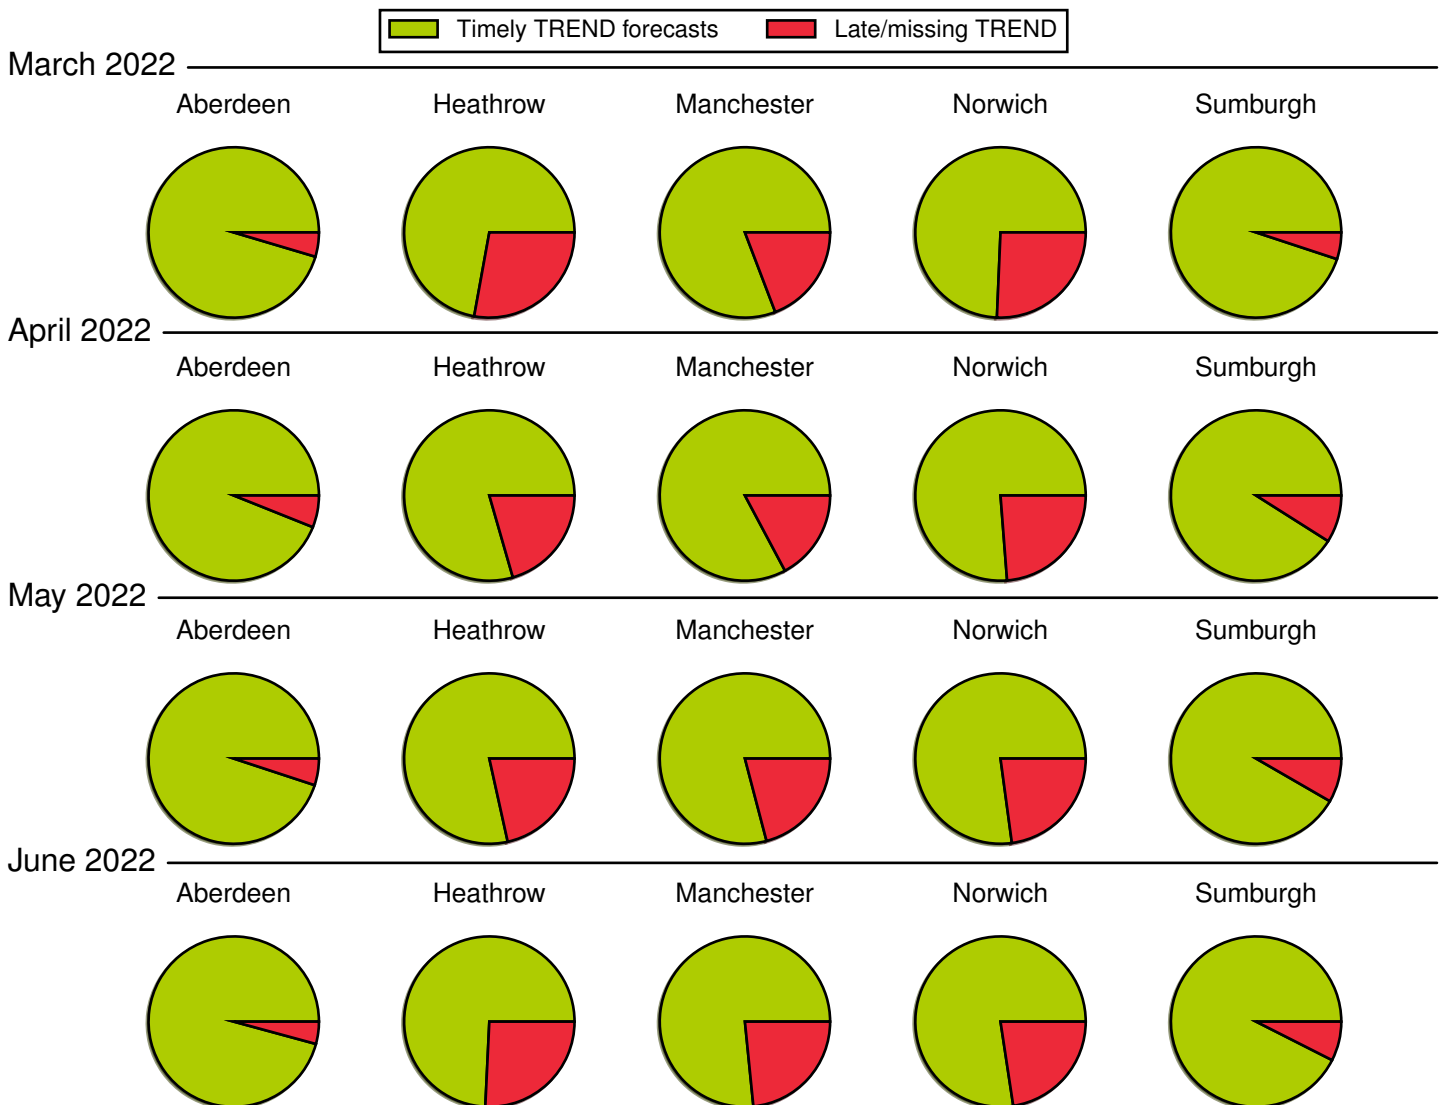 Timely TREND forecasts Late/missing TREND
March 2022
Aberdeen Heathrow Manchester Norwich Sumburgh
April 2022
Aberdeen Heathrow Manchester Norwich Sumburgh
May 2022
Aberdeen Heathrow Manchester Norwich Sumburgh
June 2022
Aberdeen Heathrow Manchester Norwich Sumburgh